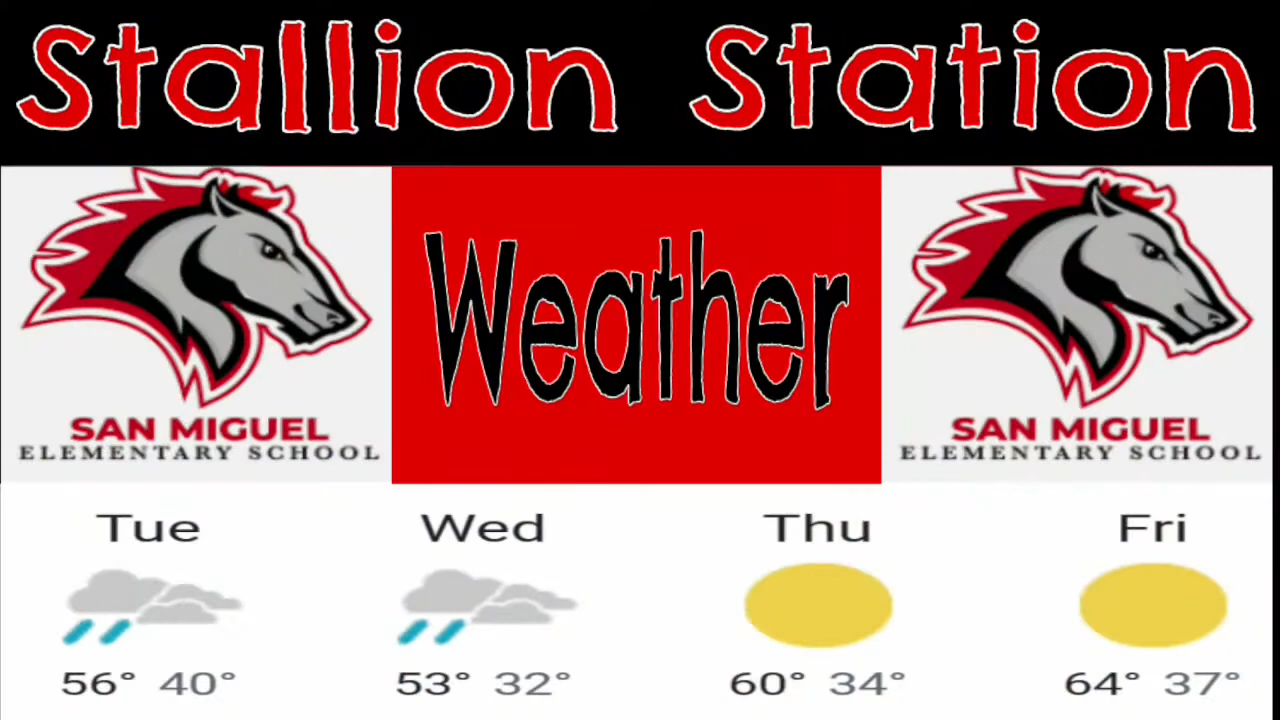 Stallion Station
Weather
SAN MIGUEL
ELEMENTARY SCHOOL
SAN MIGUEL
ELEMENTARY SCHOOL
Tue Wed Thu Fri
56° 40° 53° 32° 60° 34° 64° 37°